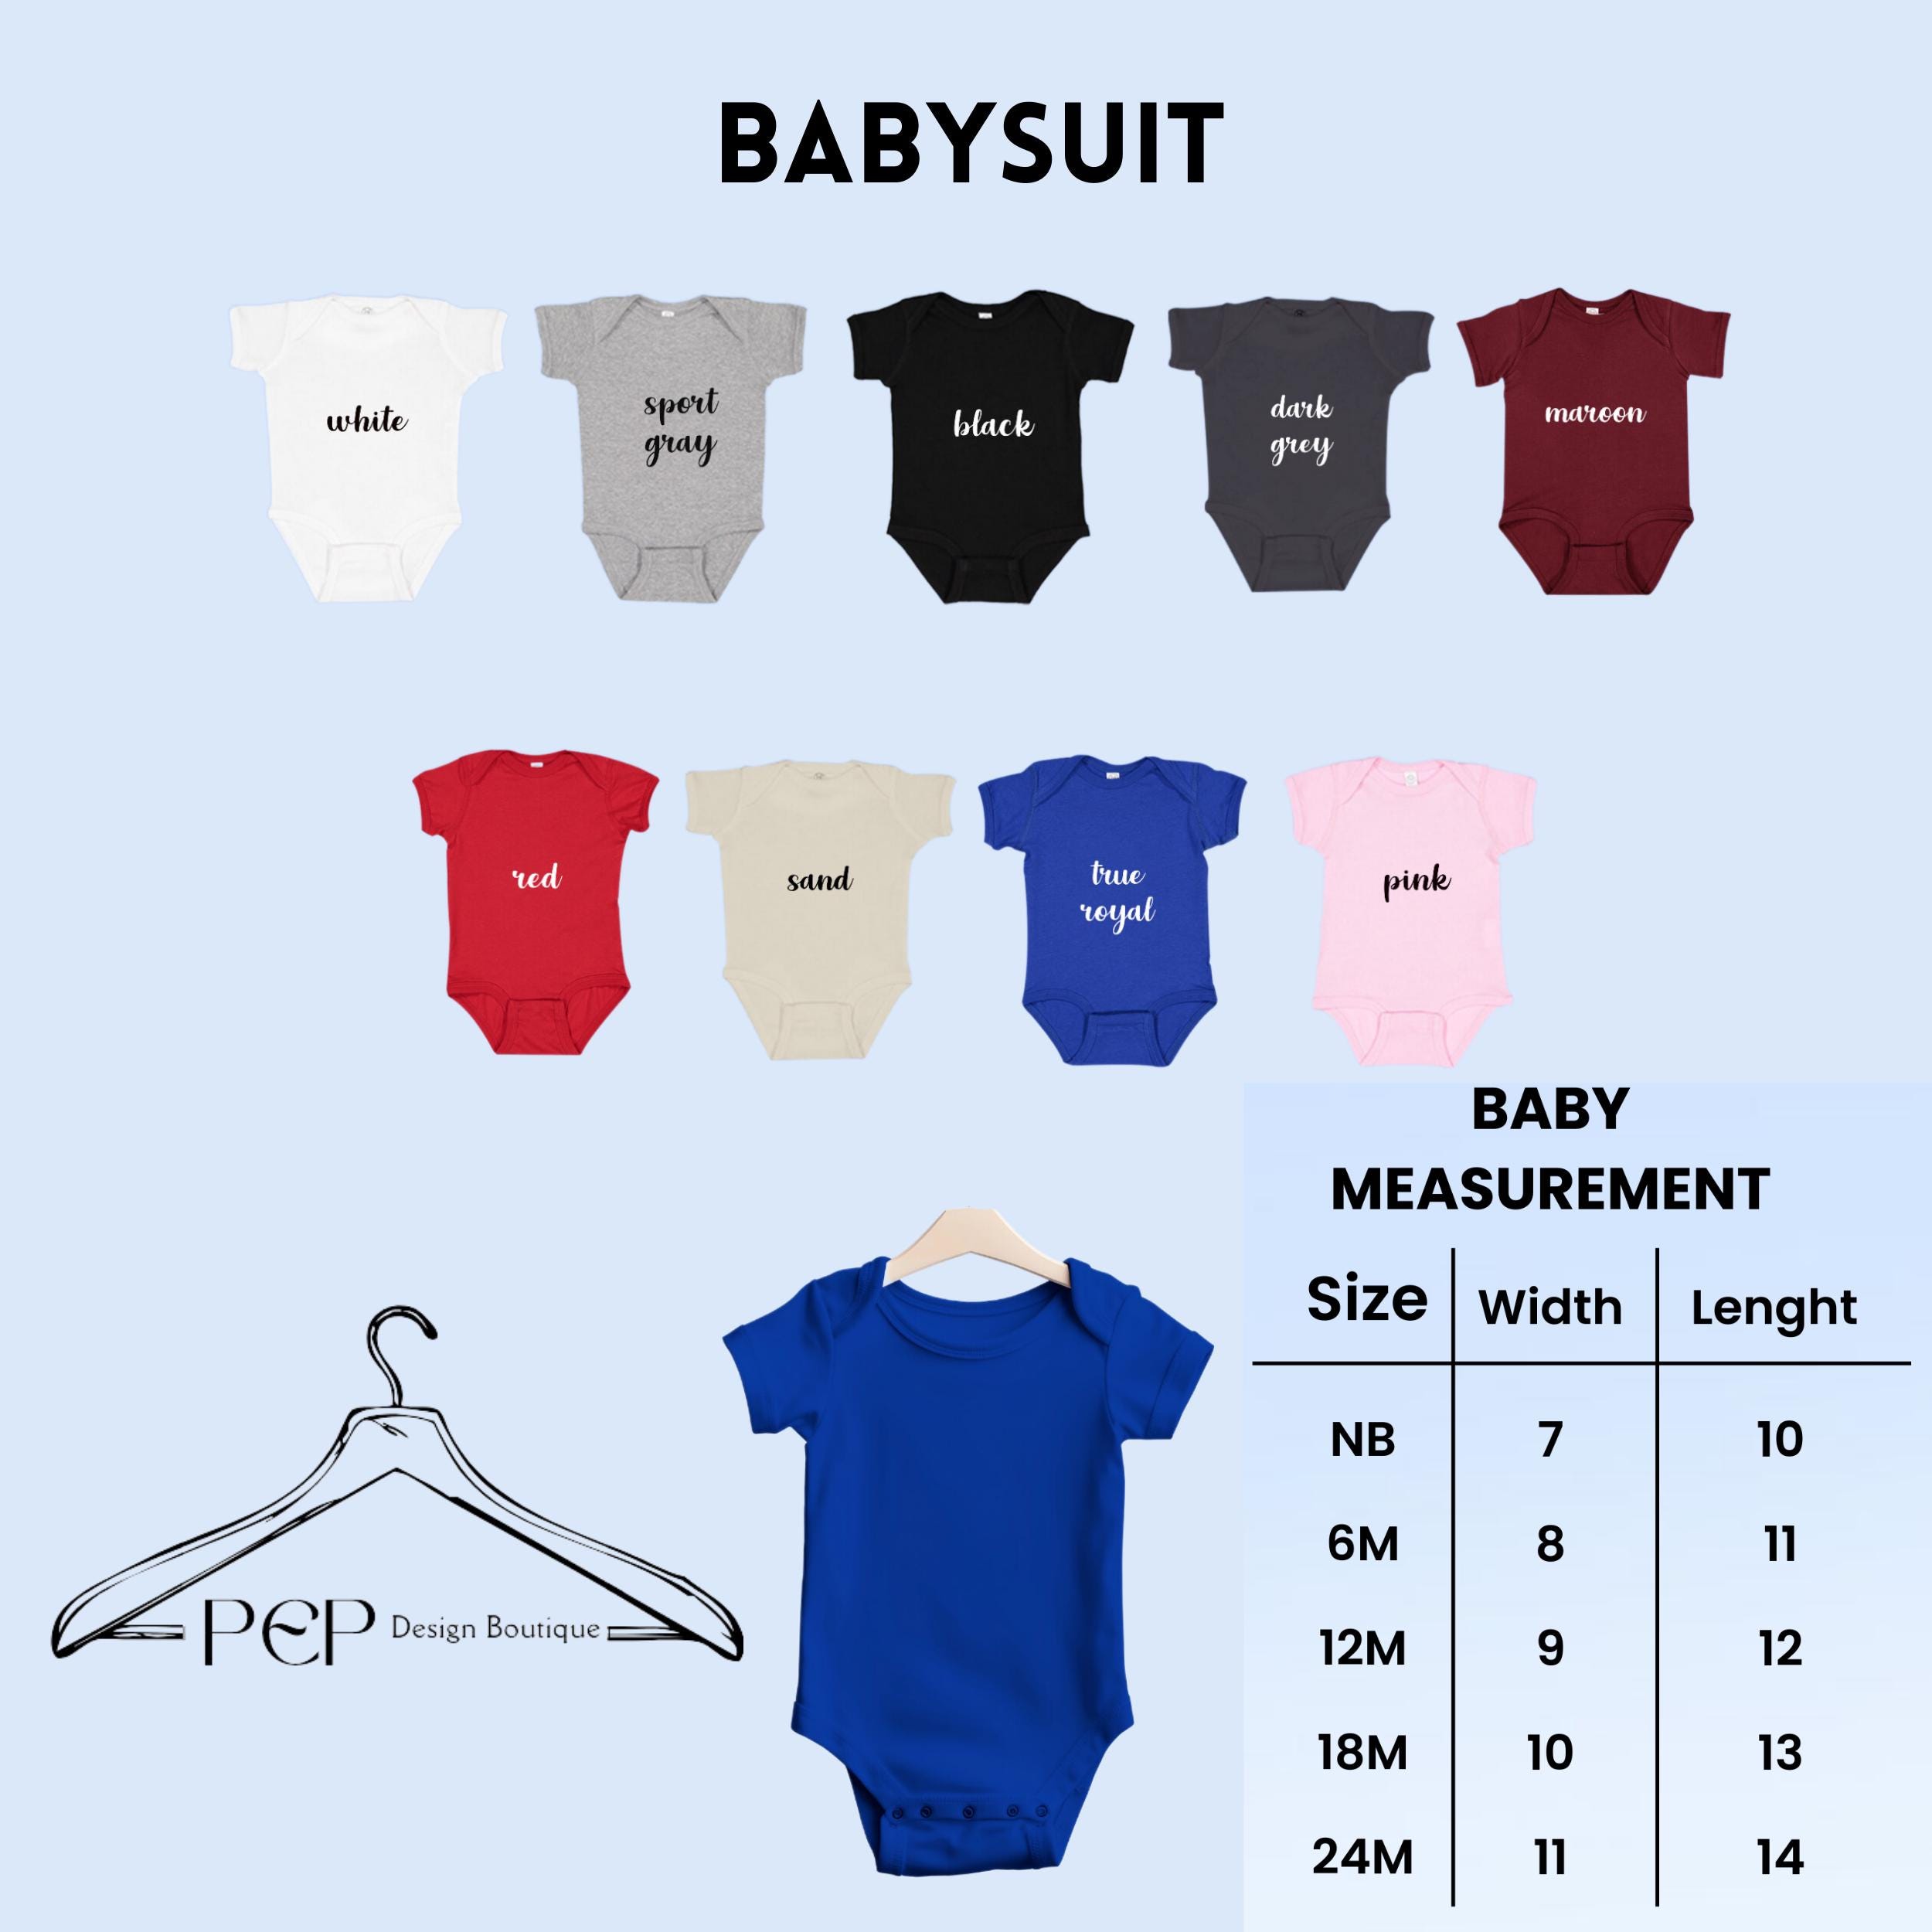 BABYSUIT
white
sport
gray
black
dark
grey
maroon
red
sand
true
royal
pink
BABY
MEASUREMENT
Size Width Lenght
NB 7 10
6M 8 11
12M 9 12
18M 10 13
24M 11 14
PEP Design Boutique